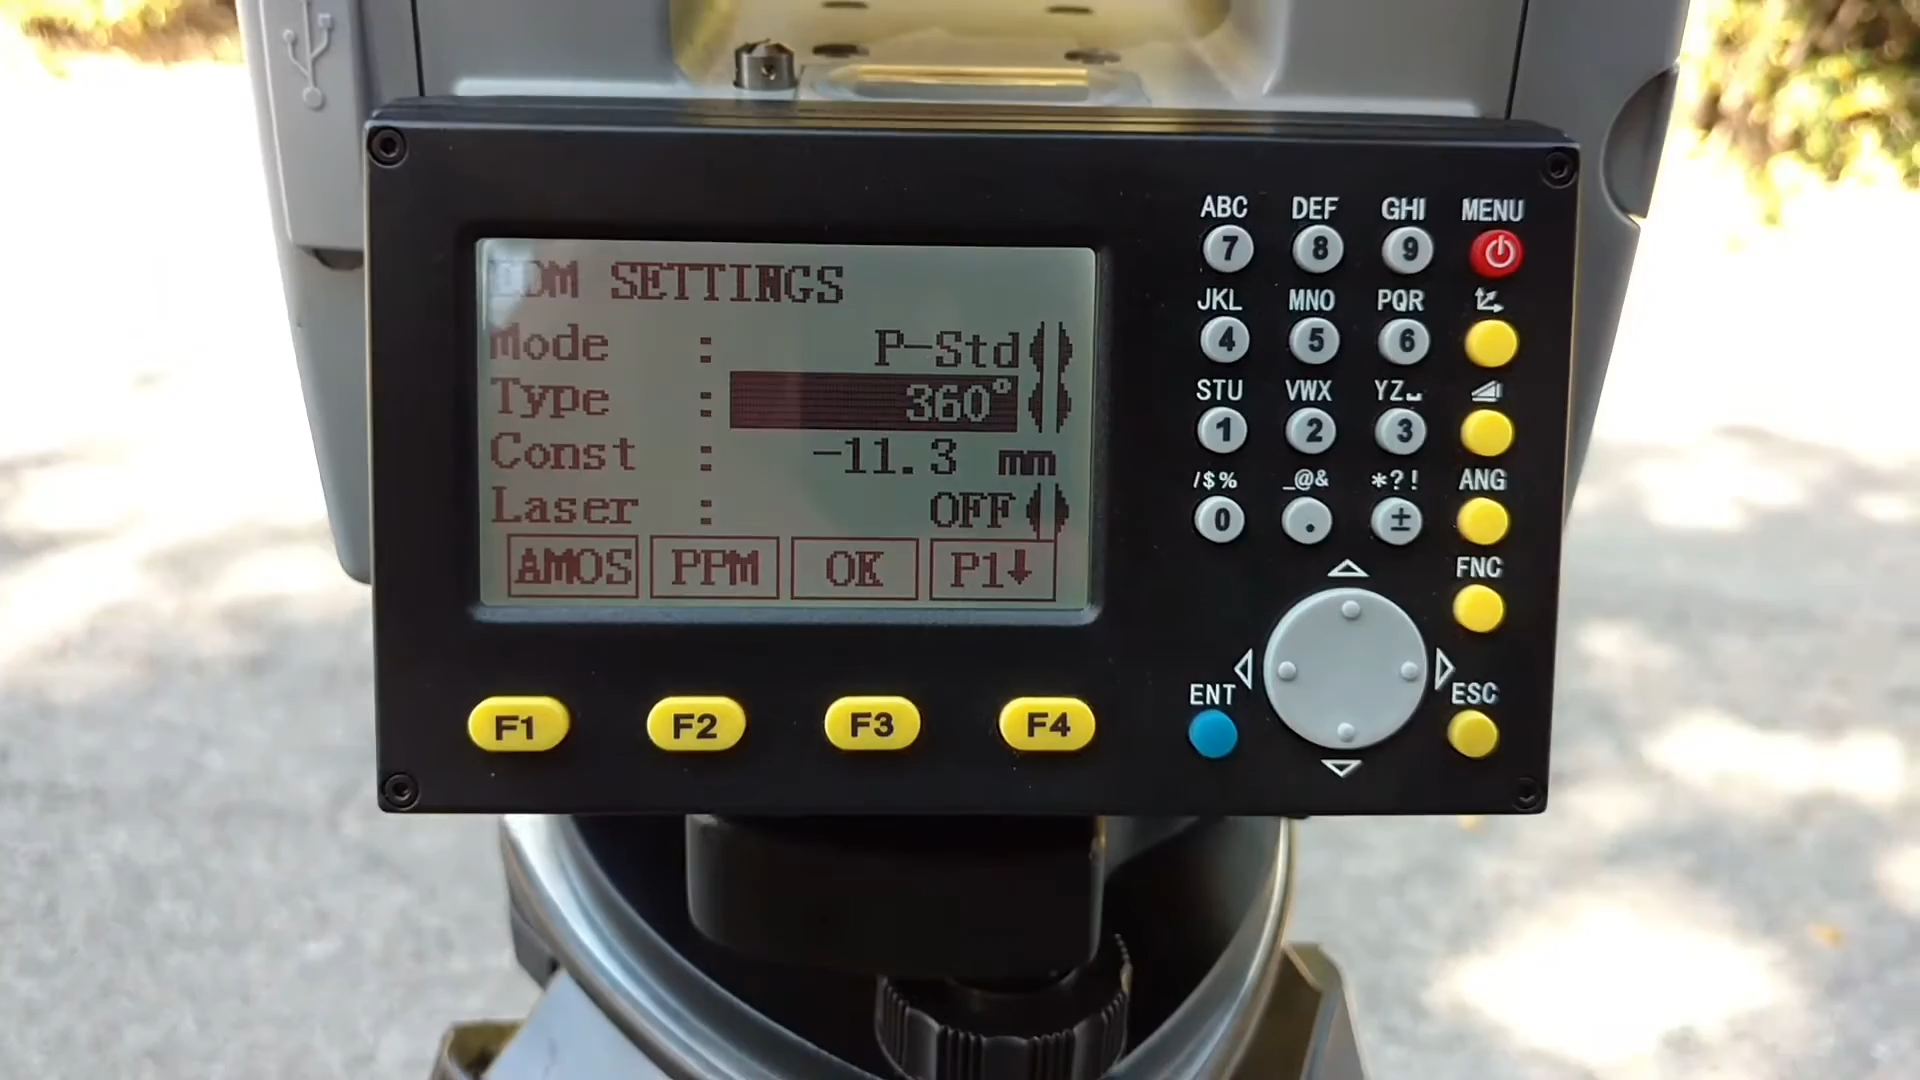 EDM SETTINGS
Mode : P-Std
Type : 360°
Const : -11.3 mm
Laser : OFF
AMOS PPM OK P1↓
F1 F2 F3 F4
ABC DEF GHI MENU
7 8 9
JKL MNO PQR
4 5 6
STU VWX YZ␣
1 2 3
/$% _@& *?! ANG
0 . ±
FNC
ENT ESC